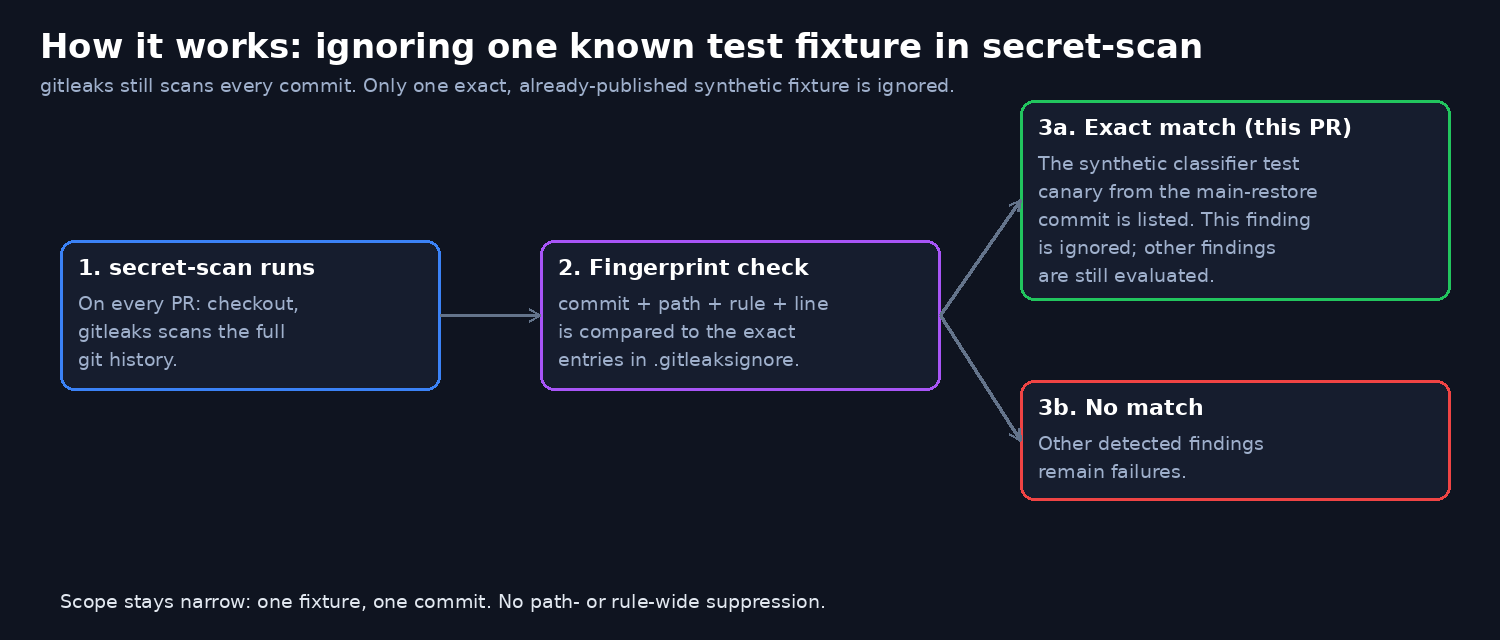 How it works: ignoring one known test fixture in secret-scan
gitleaks still scans every commit. Only one exact, already-published synthetic fixture is ignored.
1. secret-scan runs
On every PR: checkout,
gitleaks scans the full
git history.
2. Fingerprint check
commit + path + rule + line
is compared to the exact
entries in .gitleaksignore.
3a. Exact match (this PR)
The synthetic classifier test
canary from the main-restore
commit is listed. This finding
is ignored; other findings
are still evaluated.
3b. No match
Other detected findings
remain failures.
Scope stays narrow: one fixture, one commit. No path- or rule-wide suppression.